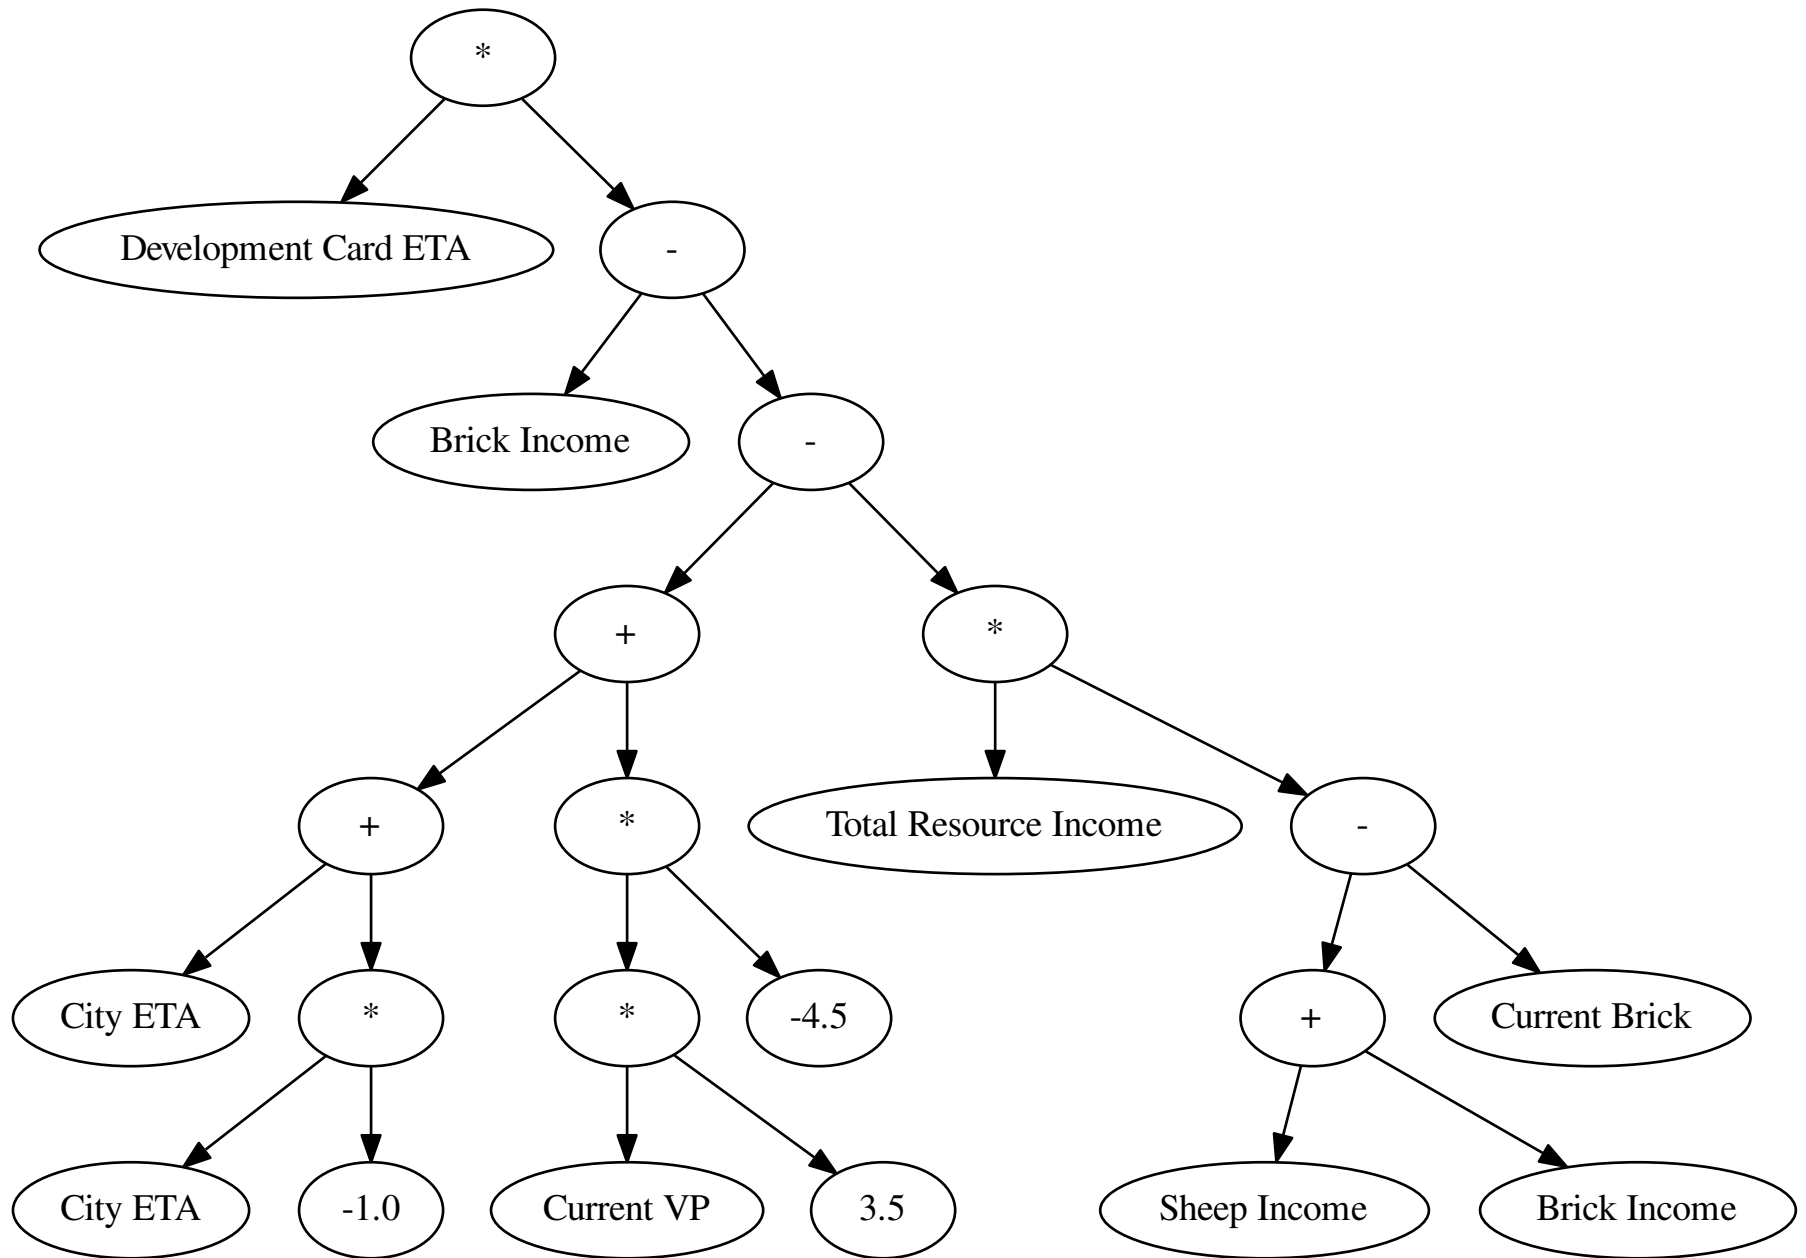 *
Development Card ETA -
Brick Income -
+ *
+ * Total Resource Income -
City ETA * * -4.5 + Current Brick
City ETA -1.0 Current VP 3.5 Sheep Income Brick Income